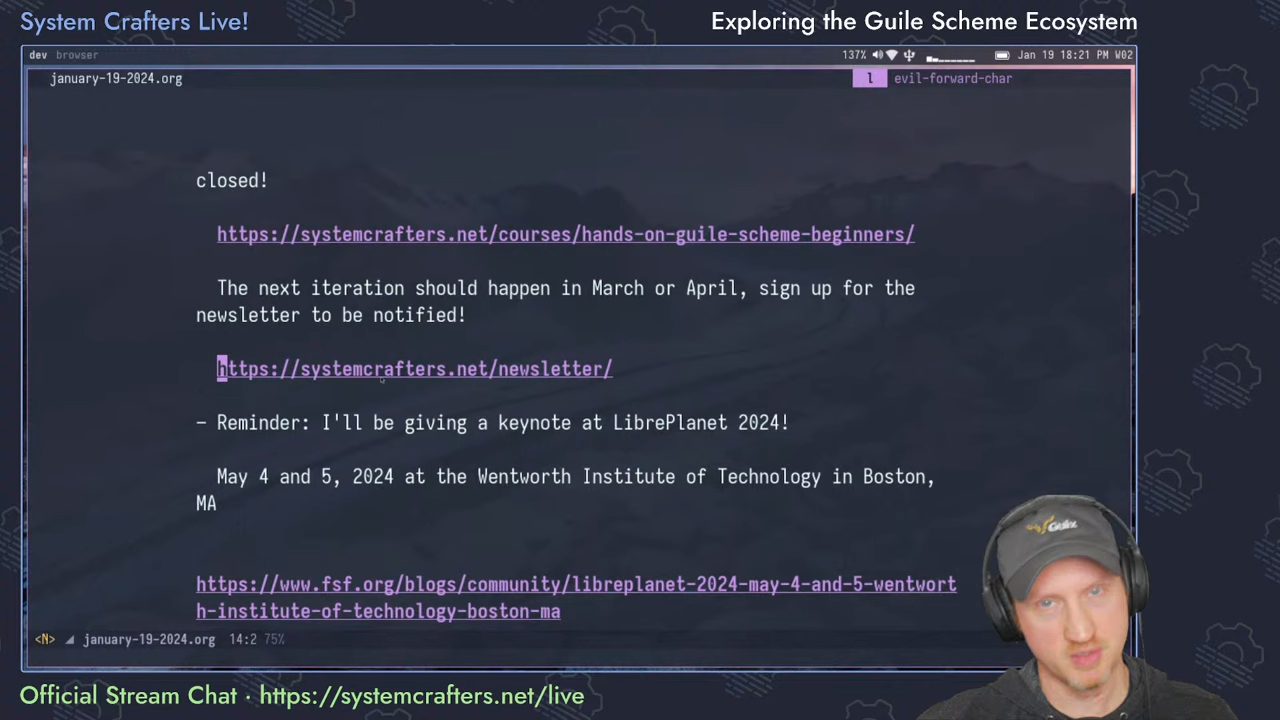 System Crafters Live!
Exploring the Guile Scheme Ecosystem
dev browser
137%
Jan 19 18:21 PM W02
january-19-2024.org
l evil-forward-char
closed!
https://systemcrafters.net/courses/hands-on-guile-scheme-beginners/
The next iteration should happen in March or April, sign up for the
newsletter to be notified!
https://systemcrafters.net/newsletter/
– Reminder: I'll be giving a keynote at LibrePlanet 2024!
May 4 and 5, 2024 at the Wentworth Institute of Technology in Boston,
MA
https://www.fsf.org/blogs/community/libreplanet-2024-may-4-and-5-wentwort
h-institute-of-technology-boston-ma
<N> january-19-2024.org 14:2 75%
Guix
Official Stream Chat · https://systemcrafters.net/live